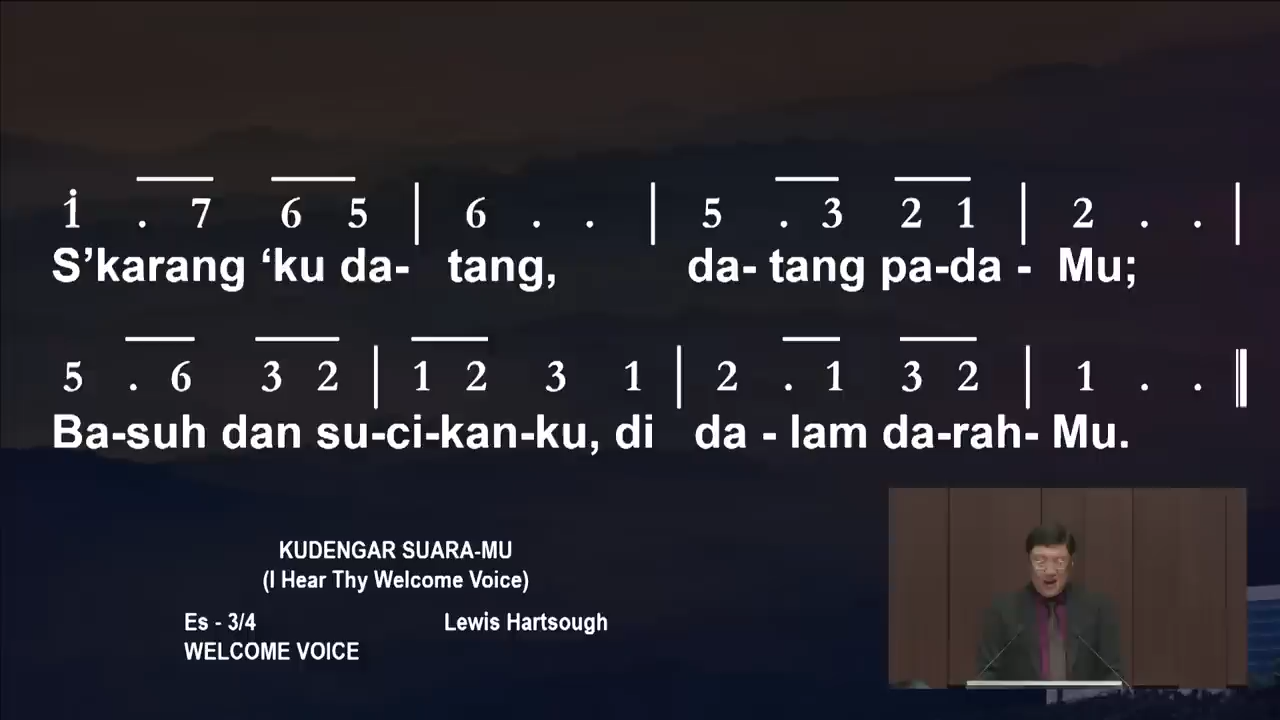 i . 7 6 5 | 6 . . | 5 . 3 2 1 | 2 . . |
S’karang ‘ku da- tang, da- tang pa-da - Mu;
5 . 6 3 2 | 1 2 3 1 | 2 . 1 3 2 | 1 . . ||
Ba-suh dan su-ci-kan-ku, di da - lam da-rah- Mu.
KUDENGAR SUARA-MU
(I Hear Thy Welcome Voice)
Es - 3/4 Lewis Hartsough
WELCOME VOICE